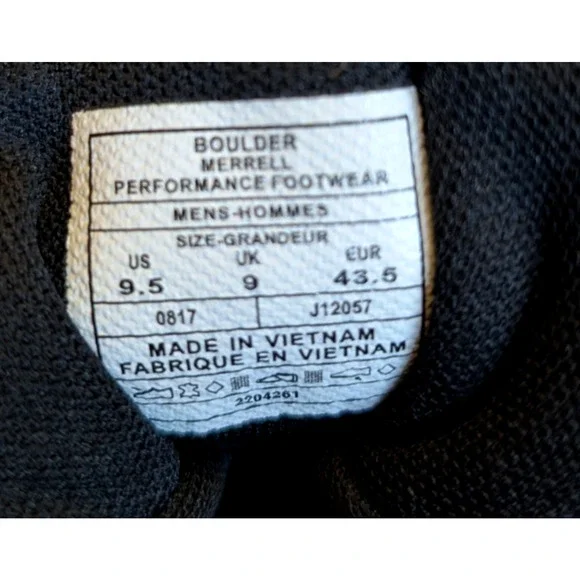 BOULDER
MERRELL
PERFORMANCE FOOTWEAR
MENS-HOMMES
SIZE-GRANDEUR
US UK EUR
9.5 9 43.5
0817 J12057
MADE IN VIETNAM
FABRIQUE EN VIETNAM
2204261